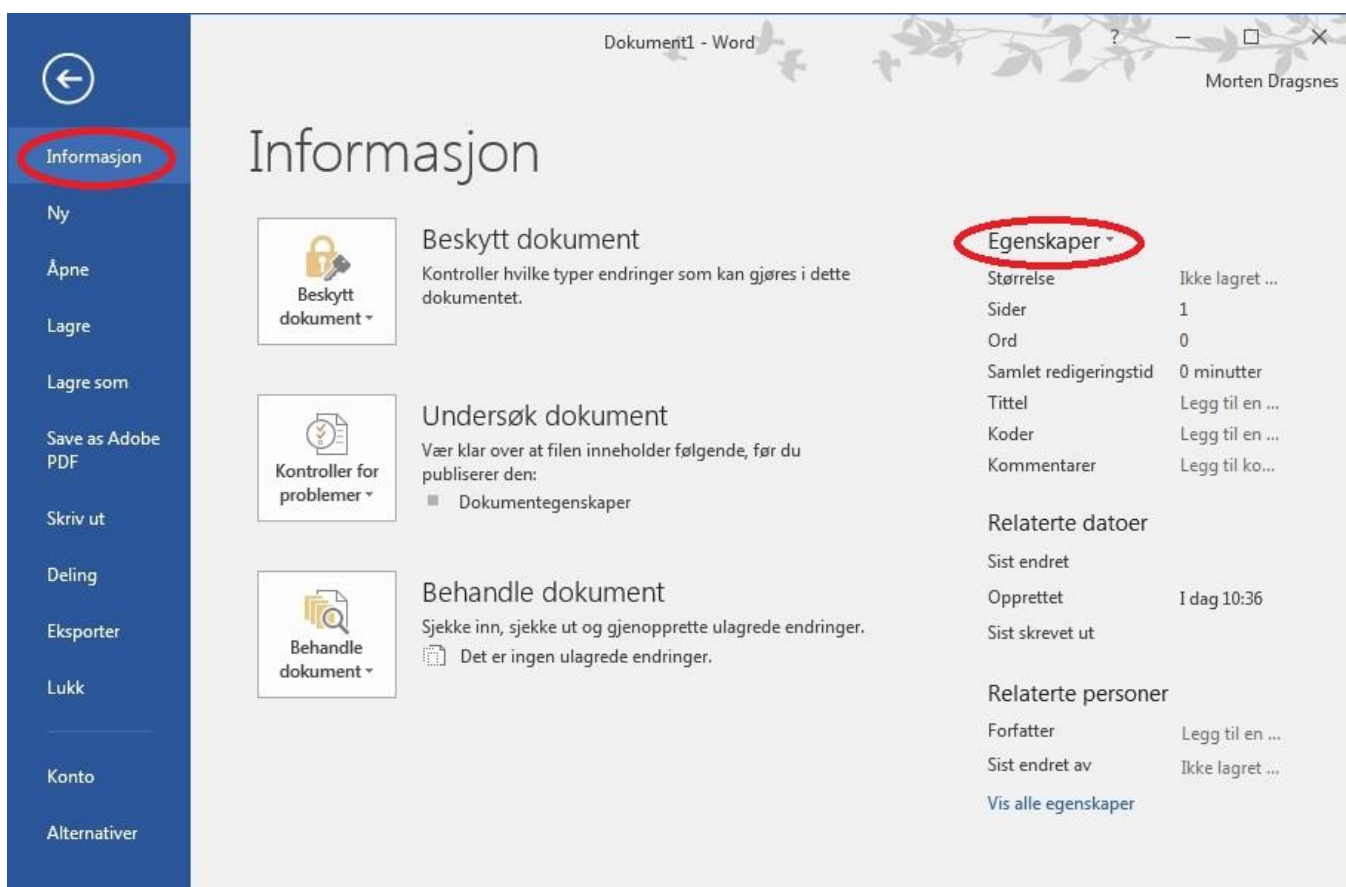 Dokument1 - Word
?
Morten Dragsnes
Informasjon
Ny
Åpne
Lagre
Lagre som
Save as Adobe
PDF
Skriv ut
Deling
Eksporter
Lukk
Konto
Alternativer
Informasjon
Beskytt
dokument
Beskytt dokument
Kontroller hvilke typer endringer som kan gjøres i dette
dokumentet.
Kontroller for
problemer
Undersøk dokument
Vær klar over at filen inneholder følgende, før du
publiserer den:
Dokumentegenskaper
Behandle
dokument
Behandle dokument
Sjekke inn, sjekke ut og gjenopprette ulagrede endringer.
Det er ingen ulagrede endringer.
Egenskaper
Størrelse Ikke lagret ...
Sider 1
Ord 0
Samlet redigeringstid 0 minutter
Tittel Legg til en ...
Koder Legg til en ...
Kommentarer Legg til ko...
Relaterte datoer
Sist endret
Opprettet I dag 10:36
Sist skrevet ut
Relaterte personer
Forfatter Legg til en ...
Sist endret av Ikke lagret ...
Vis alle egenskaper